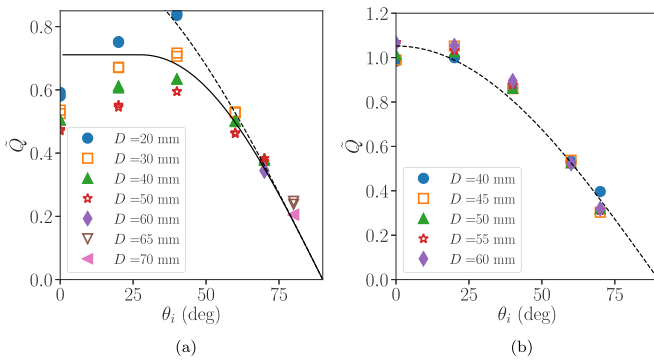 Q̃
0.8
0.6
0.4
0.2
0.0
D =20 mm
D =30 mm
D =40 mm
D =50 mm
D =60 mm
D =65 mm
D =70 mm
0 25 50 75
θᵢ (deg)
(a)
Q̃
1.2
1.0
0.8
0.6
0.4
0.2
0.0
D =40 mm
D =45 mm
D =50 mm
D =55 mm
D =60 mm
0 25 50 75
θᵢ (deg)
(b)